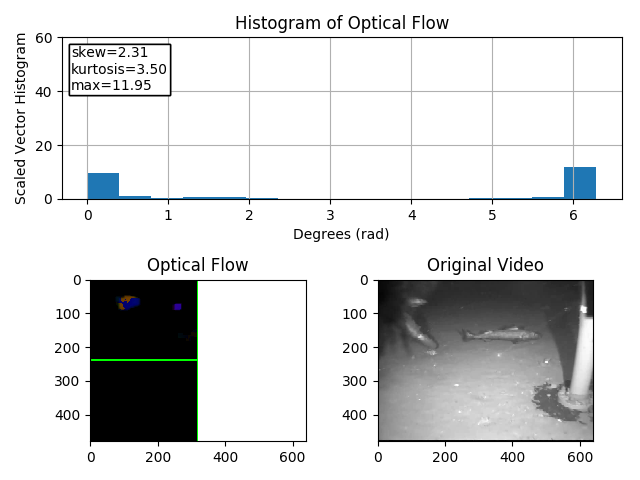 Histogram of Optical Flow
Scaled Vector Histogram
60
40
20
0
skew=2.31
kurtosis=3.50
max=11.95
0 1 2 3 4 5 6
Degrees (rad)
Optical Flow
0
100
200
300
400
0 200 400 600
Original Video
0
100
200
300
400
0 200 400 600